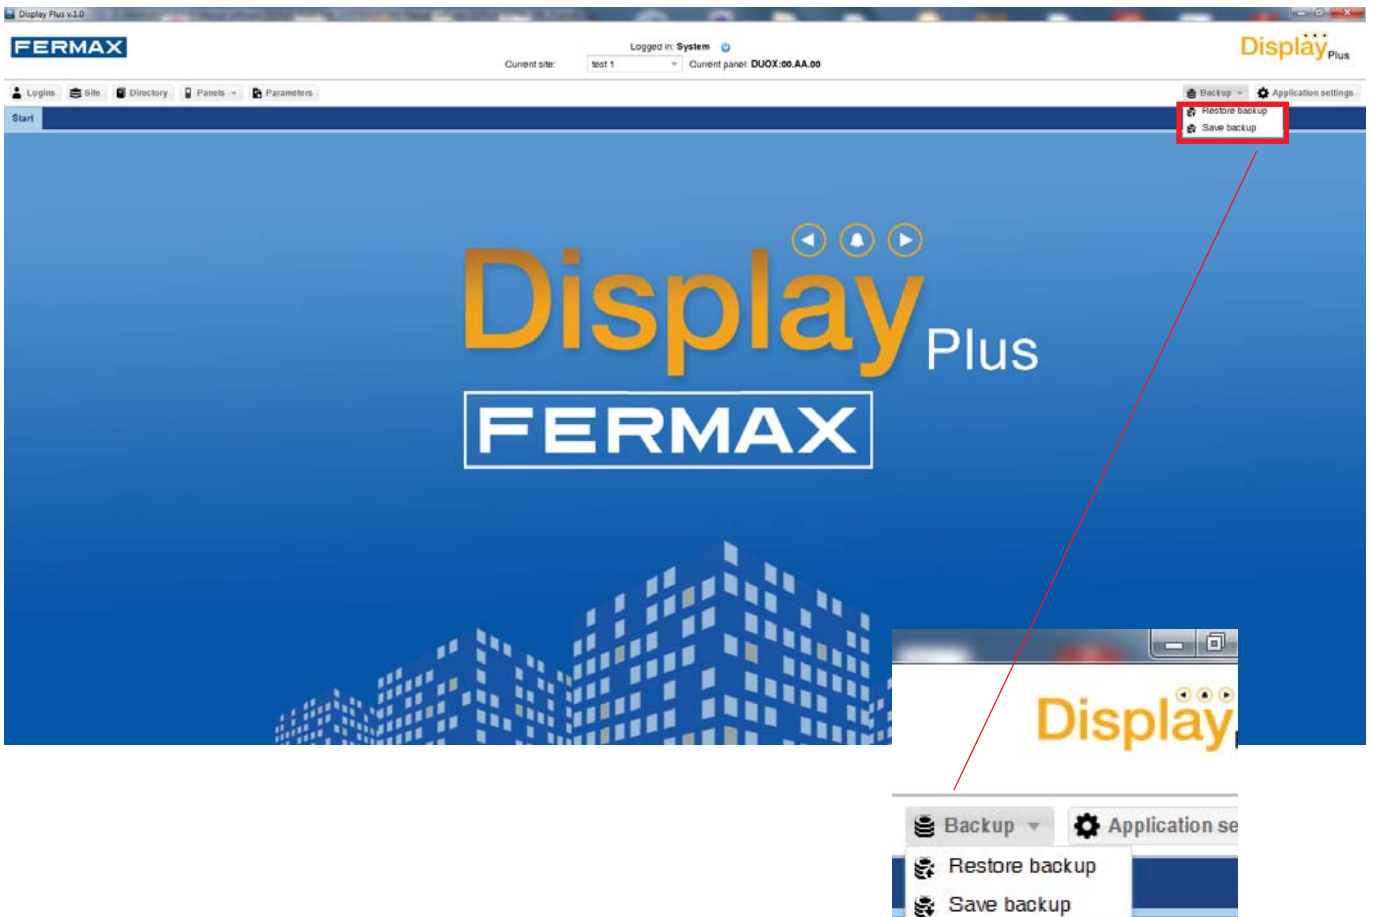 Display Plus v.1.0
FERMAX
Logged in: System
Display Plus
Current site: test 1 Current panel: DUOX:00.AA.00
Logins Site Directory Panels Parameters Backup Application settings
Start
Restore backup
Save backup
Display Plus
FERMAX
Display
Backup Application se
Restore backup
Save backup